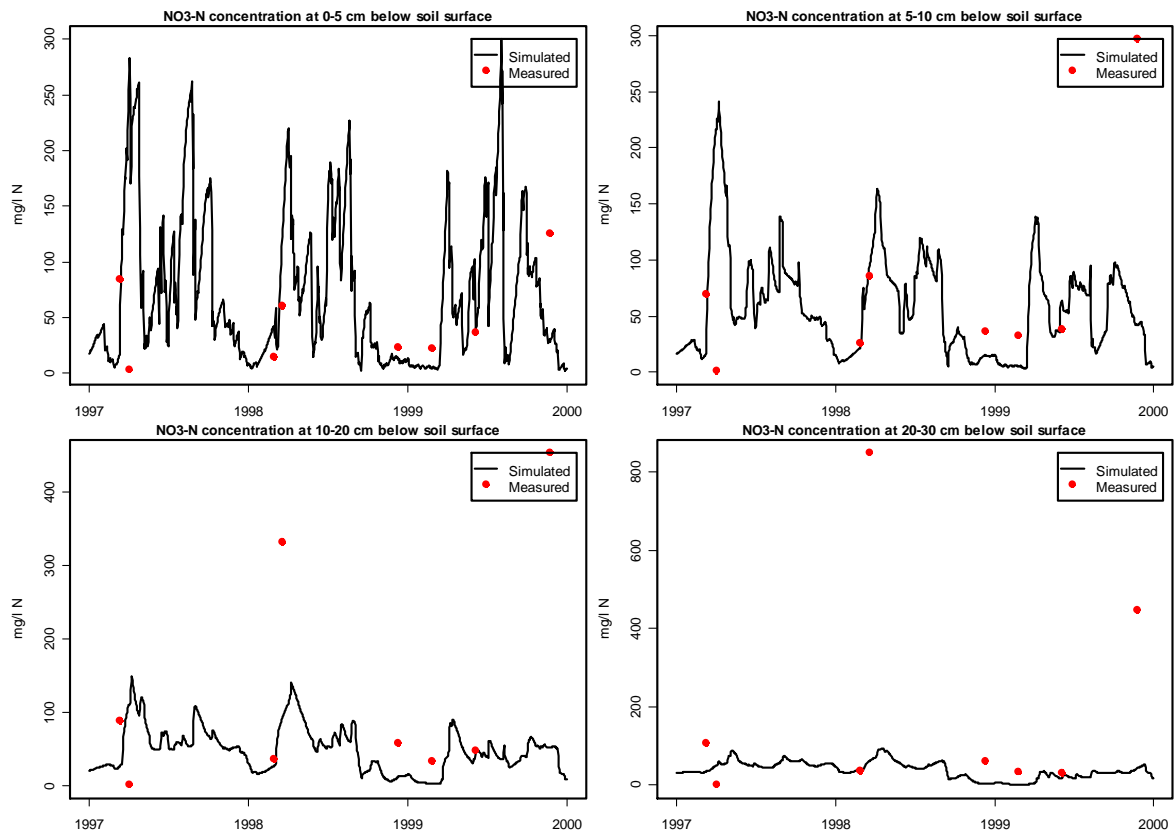 NO3-N concentration at 0-5 cm below soil surface
mg/l N
300
250
200
150
100
50
0
Simulated
Measured
1997 1998 1999 2000
NO3-N concentration at 5-10 cm below soil surface
mg/l N
300
250
200
150
100
50
0
Simulated
Measured
1997 1998 1999 2000
NO3-N concentration at 10-20 cm below soil surface
mg/l N
400
300
200
100
0
Simulated
Measured
1997 1998 1999 2000
NO3-N concentration at 20-30 cm below soil surface
mg/l N
800
600
400
200
0
Simulated
Measured
1997 1998 1999 2000